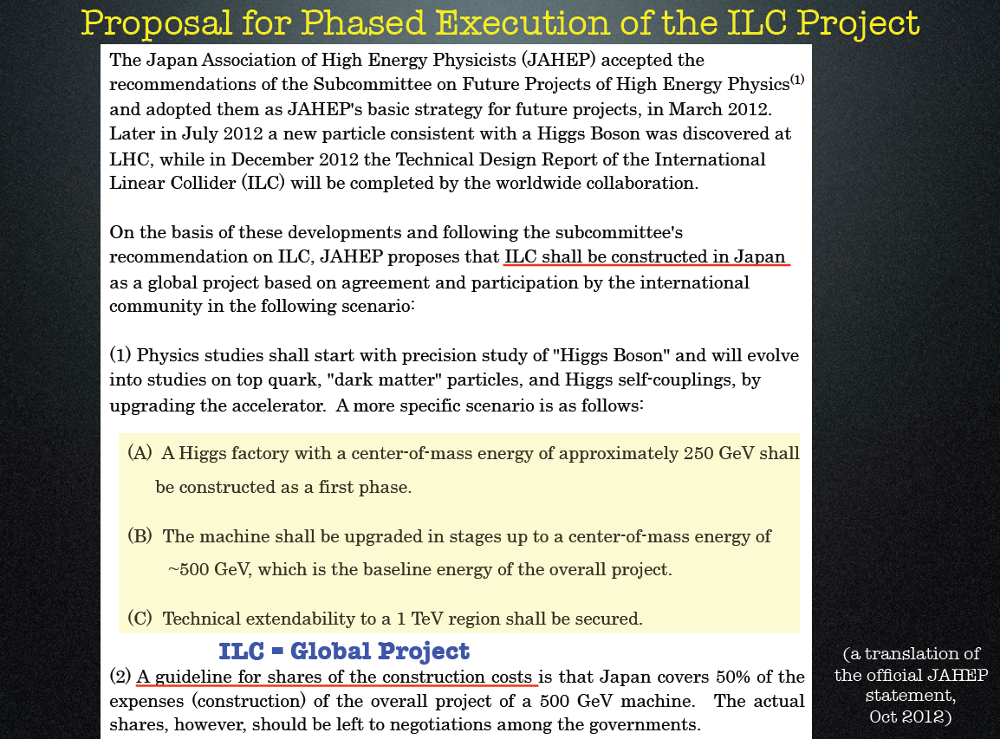 Proposal for Phased Execution of the ILC Project
The Japan Association of High Energy Physicists (JAHEP) accepted the
recommendations of the Subcommittee on Future Projects of High Energy Physics(1)
and adopted them as JAHEP's basic strategy for future projects, in March 2012.
Later in July 2012 a new particle consistent with a Higgs Boson was discovered at
LHC, while in December 2012 the Technical Design Report of the International
Linear Collider (ILC) will be completed by the worldwide collaboration.
On the basis of these developments and following the subcommittee's
recommendation on ILC, JAHEP proposes that ILC shall be constructed in Japan
as a global project based on agreement and participation by the international
community in the following scenario:
(1) Physics studies shall start with precision study of "Higgs Boson" and will evolve
into studies on top quark, "dark matter" particles, and Higgs self-couplings, by
upgrading the accelerator. A more specific scenario is as follows:
(A) A Higgs factory with a center-of-mass energy of approximately 250 GeV shall
be constructed as a first phase.
(B) The machine shall be upgraded in stages up to a center-of-mass energy of
~500 GeV, which is the baseline energy of the overall project.
(C) Technical extendability to a 1 TeV region shall be secured.
ILC = Global Project
(2) A guideline for shares of the construction costs is that Japan covers 50% of the
expenses (construction) of the overall project of a 500 GeV machine. The actual
shares, however, should be left to negotiations among the governments.
(a translation of
the official JAHEP
statement,
Oct 2012)